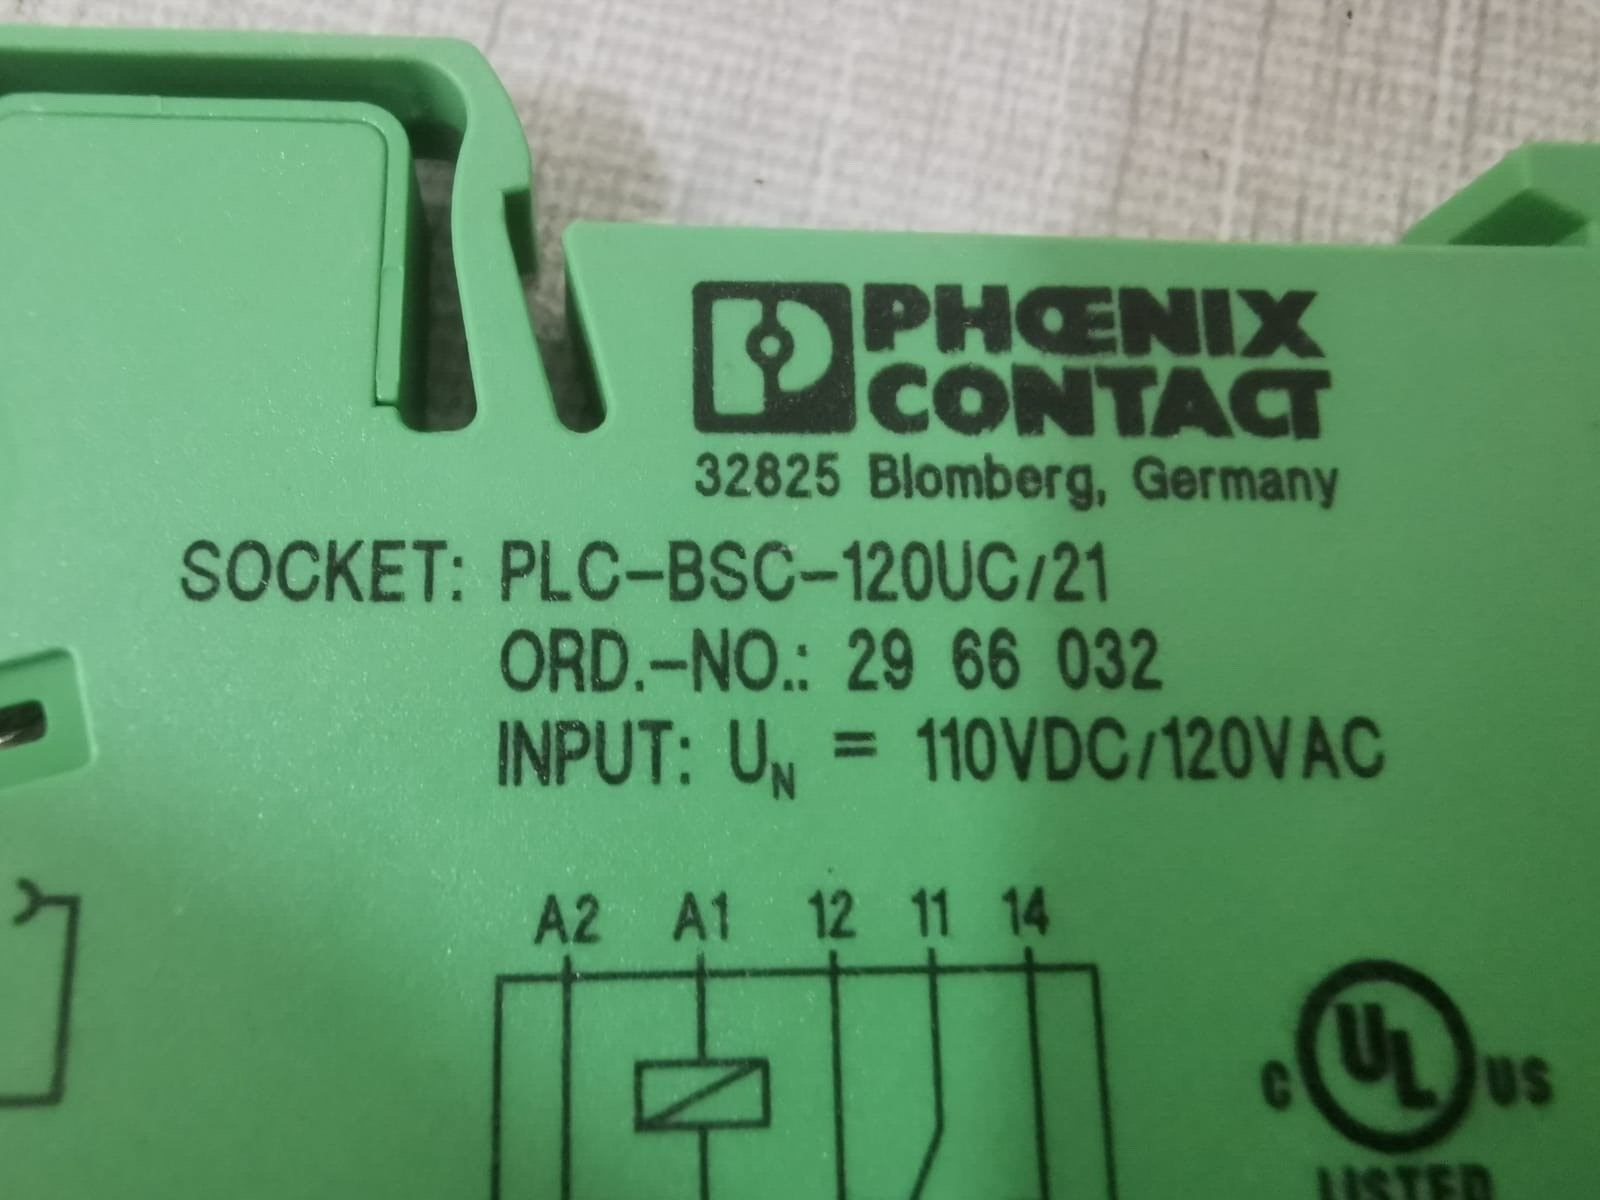 PHŒNIX
CONTACT
32825 Blomberg, Germany
SOCKET: PLC-BSC-120UC/21
ORD.-NO.: 29 66 032
INPUT: UN = 110VDC/120VAC
A2 A1 12 11 14
C UL US
LISTED